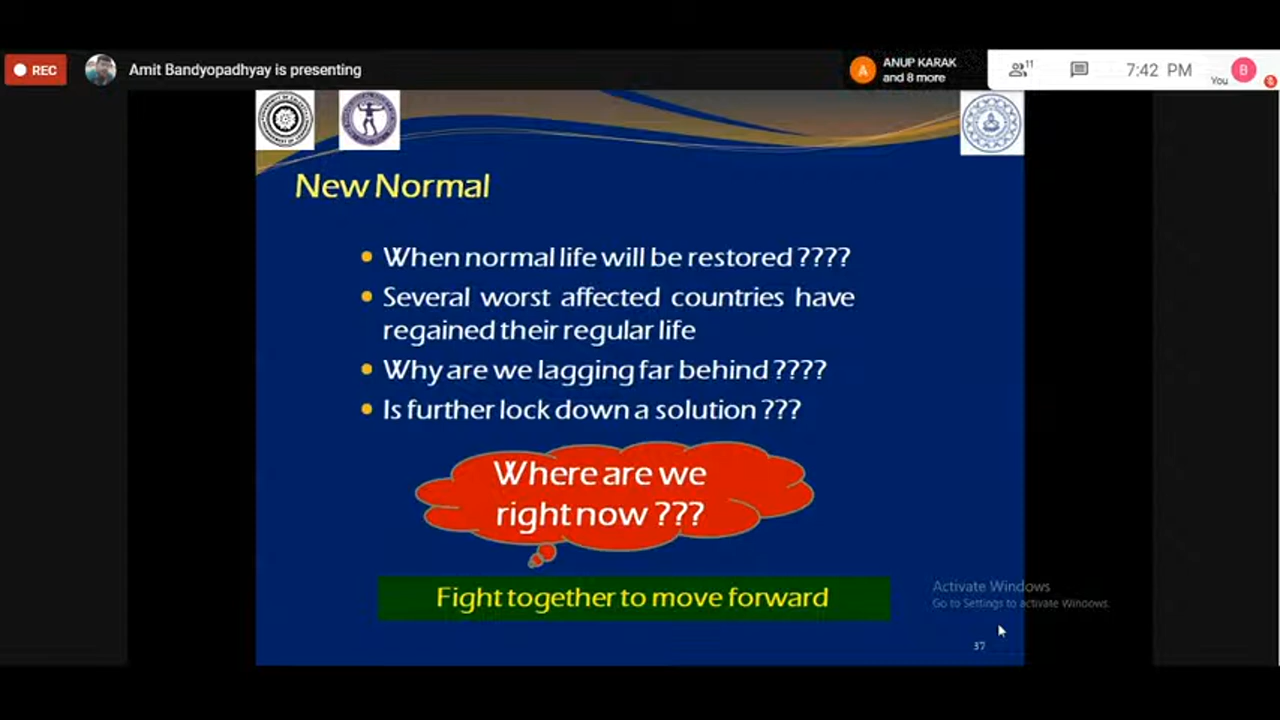 REC
Amit Bandyopadhyay is presenting
A
ANUP KARAK
and 8 more
11
7:42 PM
You
B
New Normal
When normal life will be restored ????
Several worst affected countries have
regained their regular life
Why are we lagging far behind ????
Is further lock down a solution ???
Where are we
right now ???
Fight together to move forward
Activate Windows
Go to Settings to activate Windows.
37